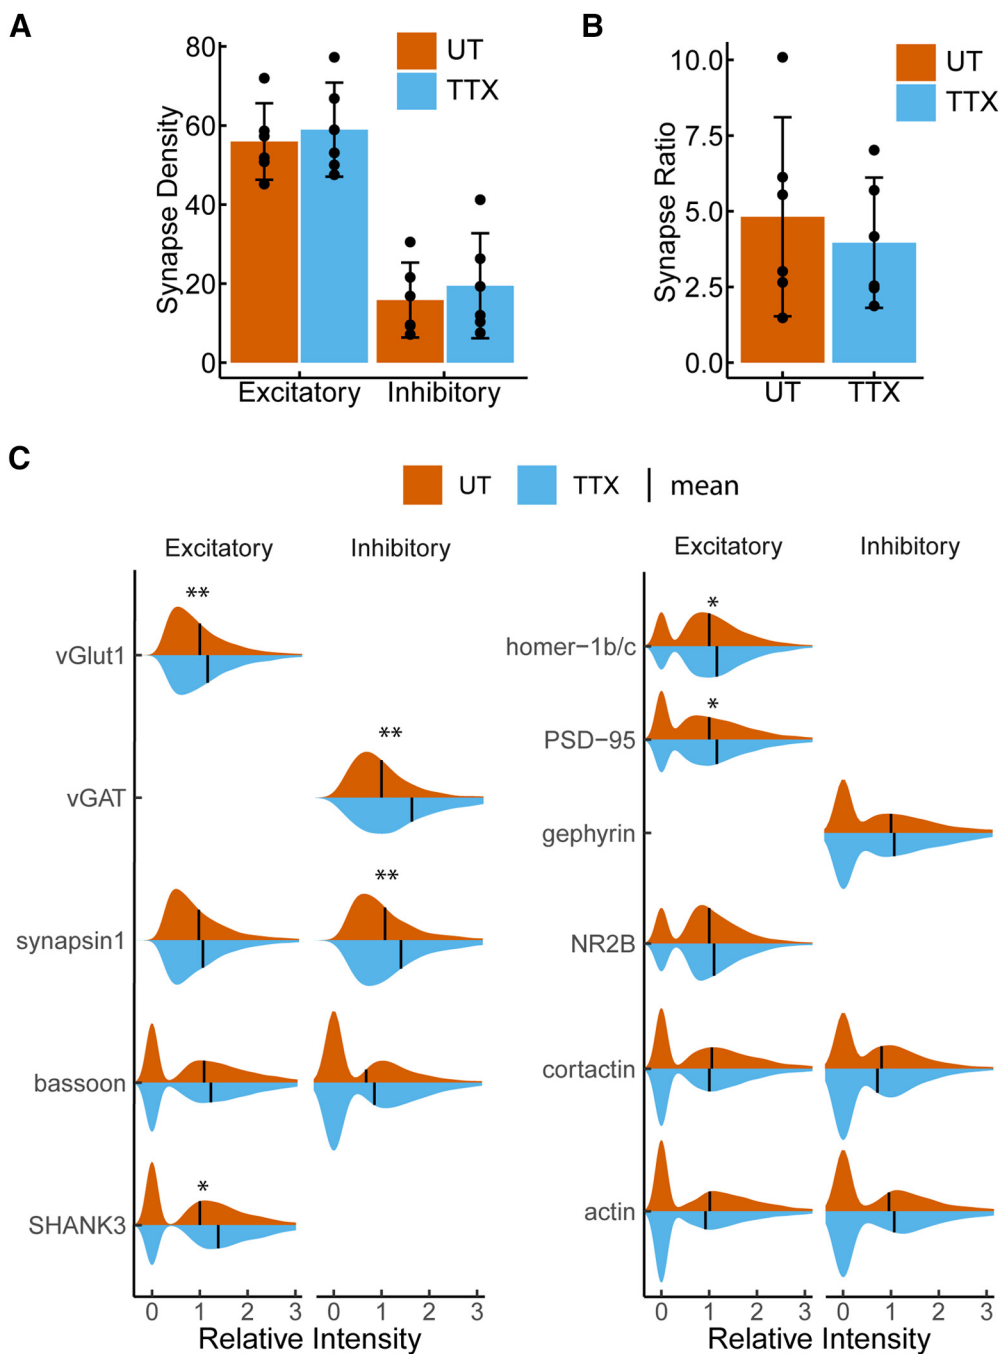 A
80
60
40
20
0
Synapse Density
UT
TTX
Excitatory
Inhibitory
B
10.0
7.5
5.0
2.5
0.0
Synapse Ratio
UT
TTX
UT
TTX
C
UT
TTX
mean
Excitatory
Inhibitory
vGlut1
**
vGAT
**
synapsin1
**
bassoon
SHANK3
*
0 1 2 3
0 1 2 3
Relative Intensity
Excitatory
Inhibitory
homer−1b/c
*
PSD−95
*
gephyrin
NR2B
cortactin
actin
0 1 2 3
0 1 2 3
Relative Intensity